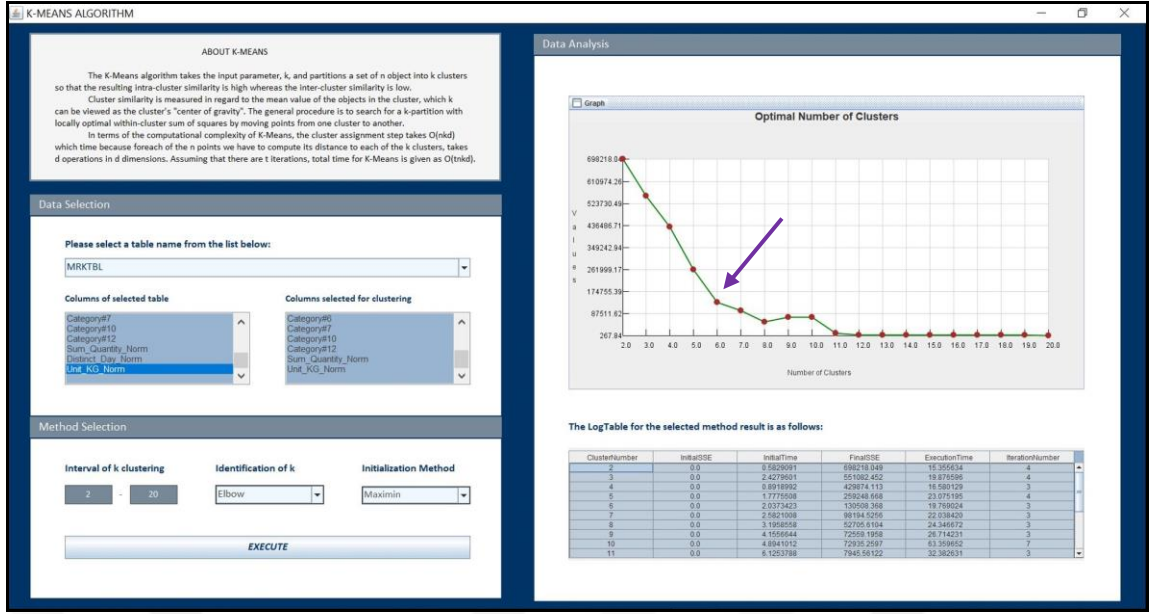 K-MEANS ALGORITHM
ABOUT K-MEANS
The K-Means algorithm takes the input parameter, k, and partitions a set of n object into k clusters
so that the resulting intra-cluster similarity is high whereas the inter-cluster similarity is low.
Cluster similarity is measured in regard to the mean value of the objects in the cluster, which k
can be viewed as the cluster's "center of gravity". The general procedure is to search for a k-partition with
locally optimal within-cluster sum of squares by moving points from one cluster to another.
In terms of the computational complexity of K-Means, the cluster assignment step takes O(nkd)
which time because foreach of the n points we have to compute its distance to each of the k clusters, takes
d operations in d dimensions. Assuming that there are t iterations, total time for K-Means is given as O(tnkd).
Data Selection
Please select a table name from the list below:
MRKTBL
Columns of selected table
Category#7
Category#10
Category#12
Sum_Quantity_Norm
Distinct_Day_Norm
Unit_KG_Norm
Columns selected for clustering
Category#6
Category#7
Category#10
Category#12
Sum_Quantity_Norm
Unit_KG_Norm
Method Selection
Interval of k clustering
2 - 20
Identification of k
Elbow
Initialization Method
Maximin
EXECUTE
Data Analysis
Graph
Optimal Number of Clusters
Values
698218.04
610974.26
523730.49
436486.71
349242.94
261999.17
174755.39
87511.62
267.84
2.0 3.0 4.0 5.0 6.0 7.0 8.0 9.0 10.0 11.0 12.0 13.0 14.0 15.0 16.0 17.0 18.0 19.0 20.0
Number of Clusters
The LogTable for the selected method result is as follows:
ClusterNumber InitialSSE InitialTime FinalSSE ExecutionTime IterationNumber
2 0.0 0.5829091 698218.049 15.355634 4
3 0.0 2.4279601 551082.452 19.876596 4
4 0.0 0.8918992 429874.113 16.580129 3
5 0.0 1.7775508 259248.668 23.075195 4
6 0.0 2.0373423 130508.368 19.769024 3
7 0.0 2.5821008 98194.5256 22.038420 3
8 0.0 3.1958558 52705.6104 24.346672 3
9 0.0 4.1556644 72559.1958 26.714231 3
10 0.0 4.8941012 72935.2597 63.359652 7
11 0.0 6.1253788 7945.56122 32.382631 3